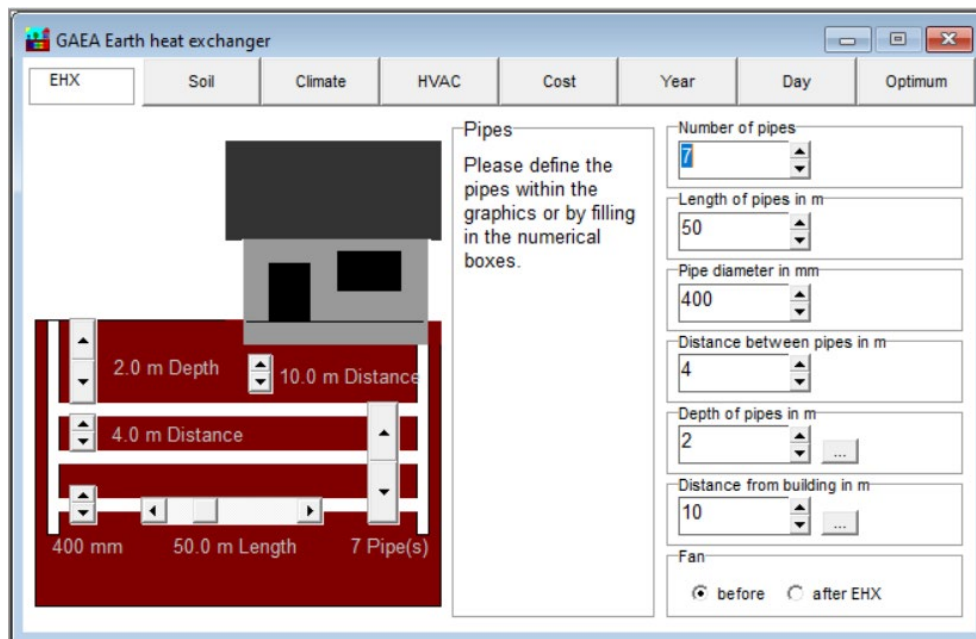 GAEA Earth heat exchanger
EHX
Soil
Climate
HVAC
Cost
Year
Day
Optimum
2.0 m Depth
10.0 m Distance
4.0 m Distance
400 mm
50.0 m Length
7 Pipe(s)
Pipes
Please define the
pipes within the
graphics or by filling
in the numerical
boxes.
Number of pipes
7
Length of pipes in m
50
Pipe diameter in mm
400
Distance between pipes in m
4
Depth of pipes in m
2
...
Distance from building in m
10
...
Fan
before
after EHX